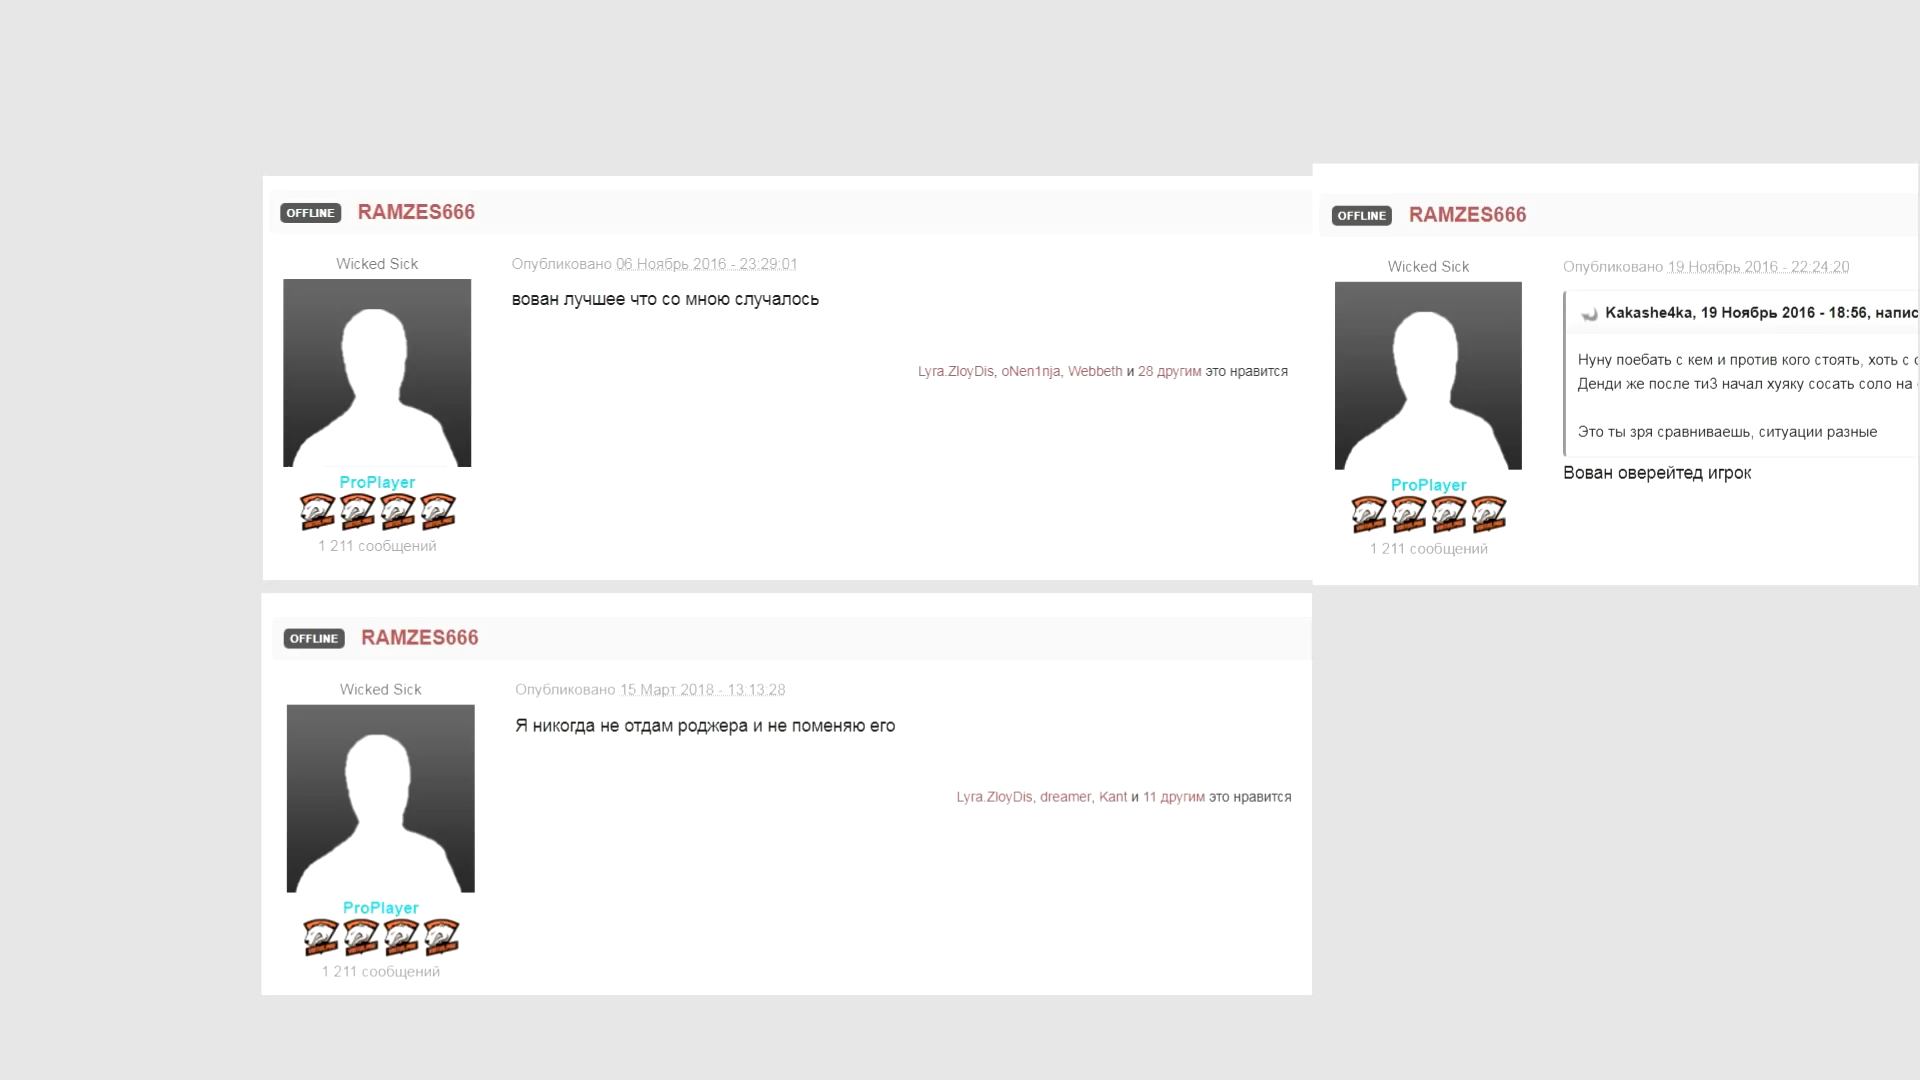 OFFLINE RAMZES666
Wicked Sick
Опубликовано 06 Ноябрь 2016 - 23:29:01
вован лучшее что со мною случалось
Lyra.ZloyDis, oNen1nja, Webbeth и 28 другим это нравится
ProPlayer
1 211 сообщений
OFFLINE RAMZES666
Wicked Sick
Опубликовано 19 Ноябрь 2016 - 22:24:20
Kakashe4ka, 19 Ноябрь 2016 - 18:56, напис
Нуну поебать с кем и против кого стоять, хоть с
Денди же после ти3 начал хуяку сосать соло на
Это ты зря сравниваешь, ситуации разные
Вован оверейтед игрок
ProPlayer
1 211 сообщений
OFFLINE RAMZES666
Wicked Sick
Опубликовано 15 Март 2018 - 13:13:28
Я никогда не отдам роджера и не поменяю его
Lyra.ZloyDis, dreamer, Kant и 11 другим это нравится
ProPlayer
1 211 сообщений